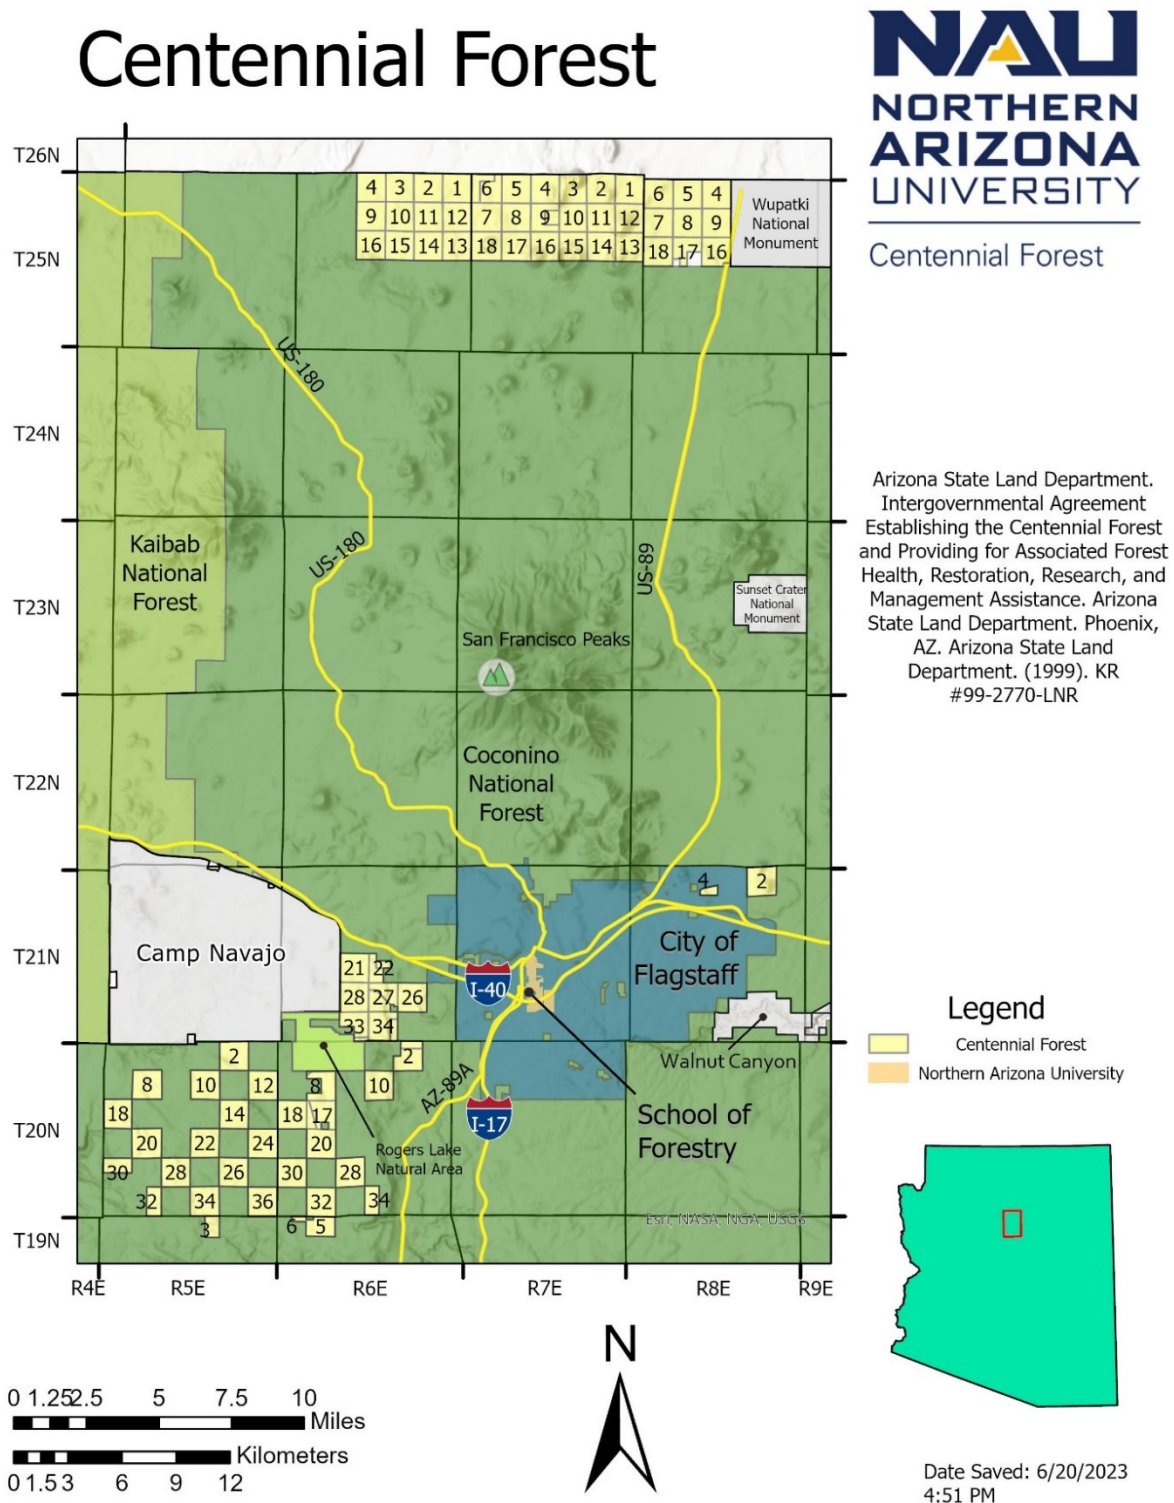 Centennial Forest
NAU
NORTHERN
ARIZONA
UNIVERSITY
Centennial Forest
T26N
T25N
T24N
T23N
T22N
T21N
T20N
T19N
4 3 2 1 6 5 4 3 2 1 6 5 4
9 10 11 12 7 8 9 10 11 12 7 8 9
16 15 14 13 18 17 16 15 14 13 18 17 16
Wupatki
National
Monument
US-180
US-180
US-89
Kaibab
National
Forest
Sunset Crater
National
Monument
San Francisco Peaks
Coconino
National
Forest
4 2
Camp Navajo
City of
Flagstaff
21 22
28 27 26
33 34
I-40
Walnut Canyon
2 2
8 10 12 8 10
AZ-89A
18 14 18 17
I-17
School of
Forestry
20 22 24 20
Rogers Lake
Natural Area
30 28 26 30 28
32 34 36 32 34
3 6 5
Esri, NASA, NGA, USGS
R4E R5E R6E R7E R8E R9E
Arizona State Land Department.
Intergovernmental Agreement
Establishing the Centennial Forest
and Providing for Associated Forest
Health, Restoration, Research, and
Management Assistance. Arizona
State Land Department. Phoenix,
AZ. Arizona State Land
Department. (1999). KR
#99-2770-LNR
Legend
Centennial Forest
Northern Arizona University
N
0 1.25 2.5 5 7.5 10
Miles
Kilometers
0 1.5 3 6 9 12
Date Saved: 6/20/2023
4:51 PM